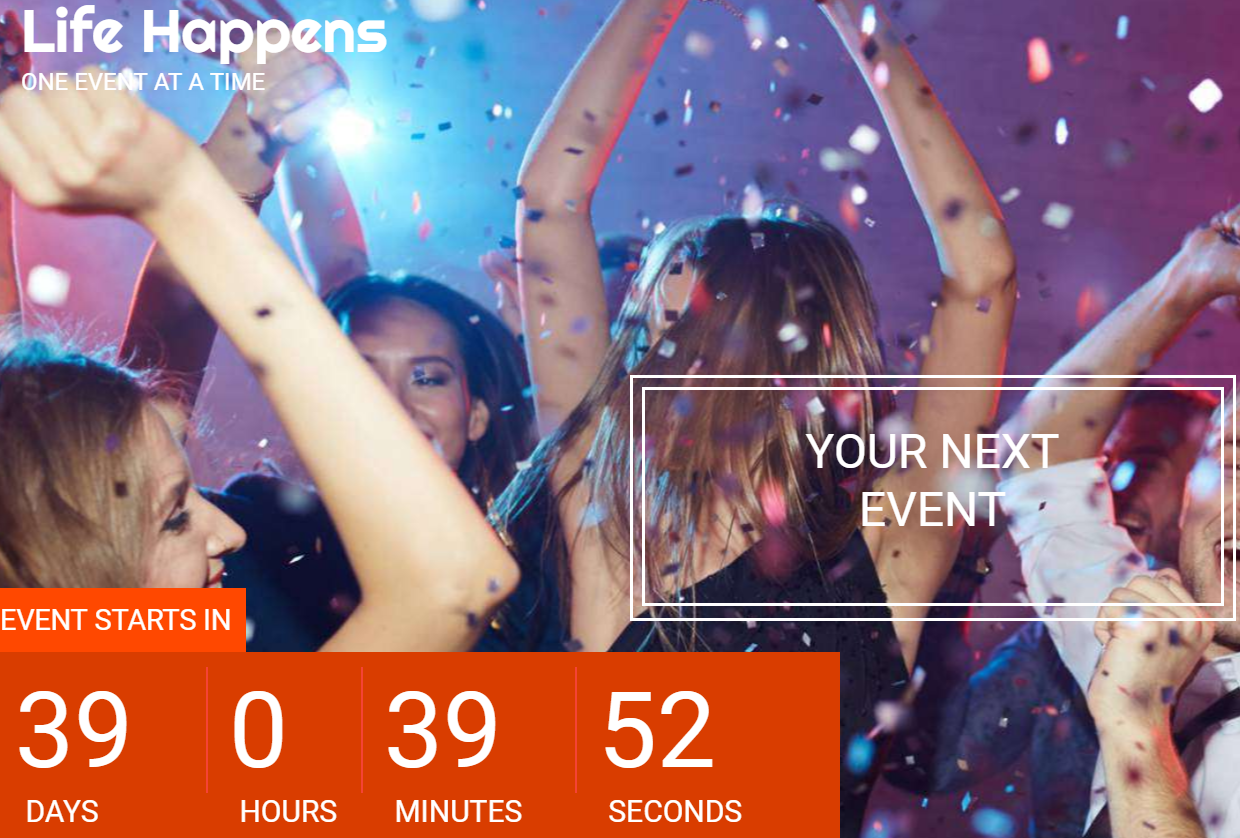 Life Happens
ONE EVENT AT A TIME
YOUR NEXT
EVENT
EVENT STARTS IN
39 0 39 52
DAYS HOURS MINUTES SECONDS